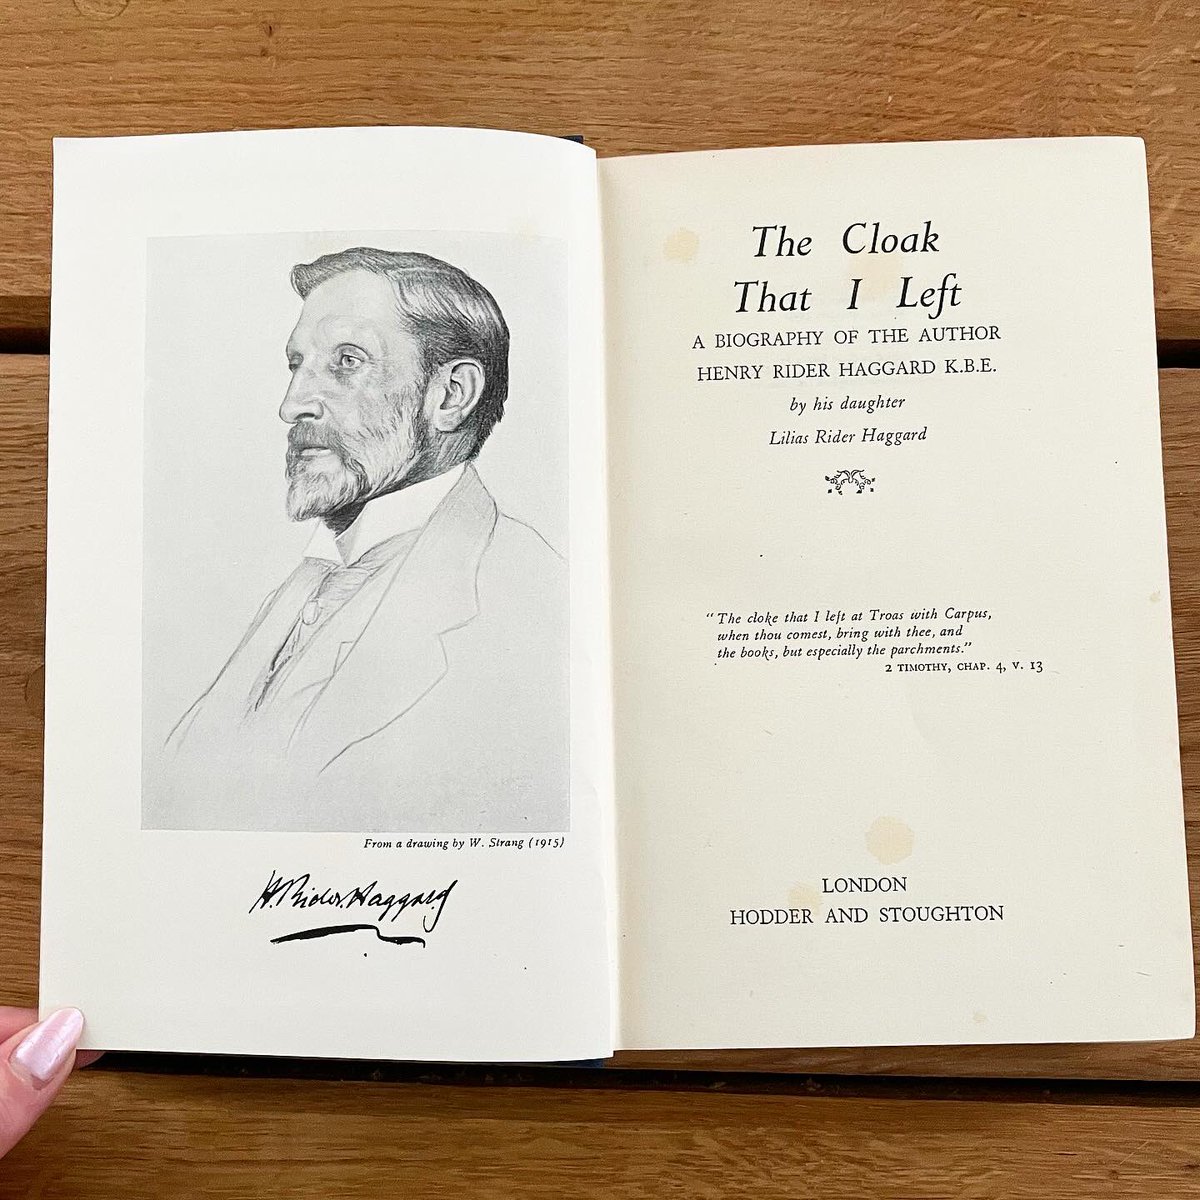 From a drawing by W. Strang (1915)
H. Rider Haggard
The Cloak
That I Left
A BIOGRAPHY OF THE AUTHOR
HENRY RIDER HAGGARD K.B.E.
by his daughter
Lilias Rider Haggard
"The cloke that I left at Troas with Carpus,
when thou comest, bring with thee, and
the books, but especially the parchments."
2 TIMOTHY, CHAP. 4, V. 13
LONDON
HODDER AND STOUGHTON